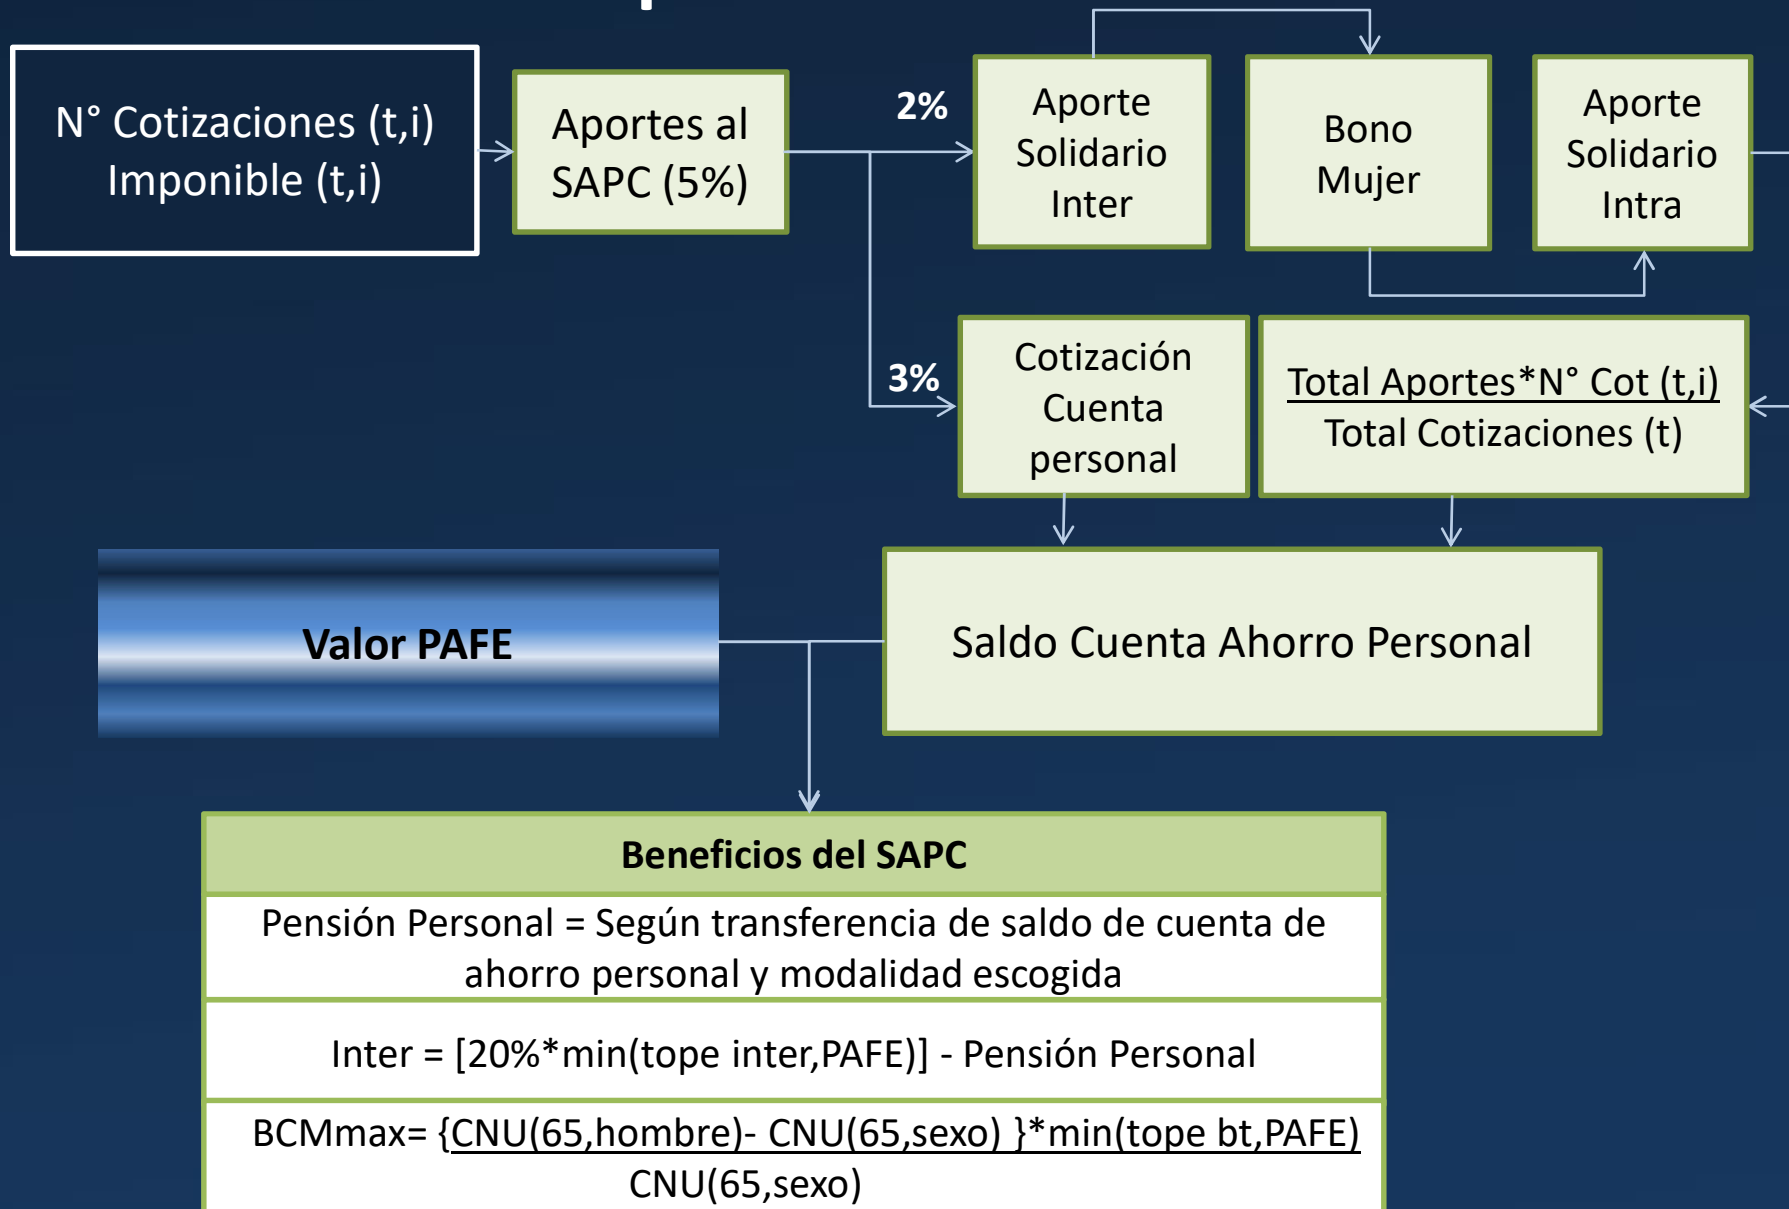 N° Cotizaciones (t,i)
Imponible (t,i)
Aportes al
SAPC (5%)
2%
Aporte
Solidario
Inter
Bono
Mujer
Aporte
Solidario
Intra
3%
Cotización
Cuenta
personal
Total Aportes*N° Cot (t,i)
Total Cotizaciones (t)
Valor PAFE
Saldo Cuenta Ahorro Personal
Beneficios del SAPC
Pensión Personal = Según transferencia de saldo de cuenta de
ahorro personal y modalidad escogida
Inter = [20%*min(tope inter,PAFE)] - Pensión Personal
BCMmax= {CNU(65,hombre)- CNU(65,sexo) }*min(tope bt,PAFE)
CNU(65,sexo)